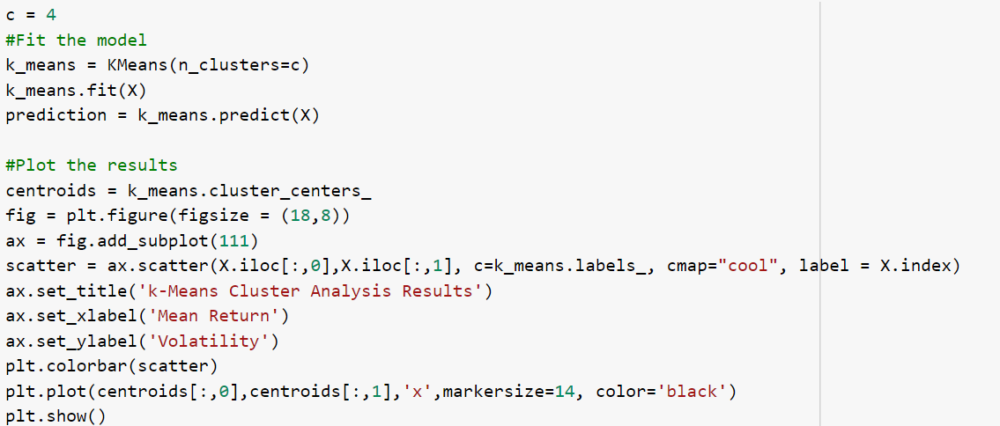 c = 4
#Fit the model
k_means = KMeans(n_clusters=c)
k_means.fit(X)
prediction = k_means.predict(X)
#Plot the results
centroids = k_means.cluster_centers_
fig = plt.figure(figsize = (18,8))
ax = fig.add_subplot(111)
scatter = ax.scatter(X.iloc[:,0],X.iloc[:,1], c=k_means.labels_, cmap="cool", label = X.index)
ax.set_title('k-Means Cluster Analysis Results')
ax.set_xlabel('Mean Return')
ax.set_ylabel('Volatility')
plt.colorbar(scatter)
plt.plot(centroids[:,0],centroids[:,1],'x',markersize=14, color='black')
plt.show()